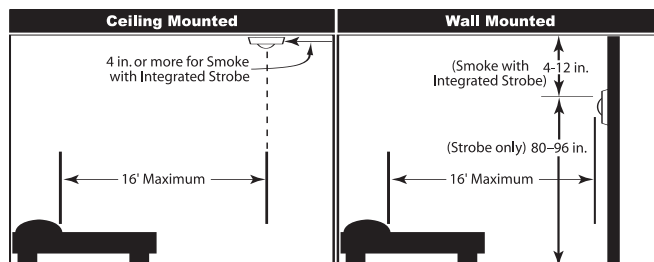 Ceiling Mounted
4 in. or more for Smoke
with Integrated Strobe
16' Maximum
Wall Mounted
(Smoke with
Integrated Strobe)
4-12 in.
(Strobe only) 80–96 in.
16' Maximum